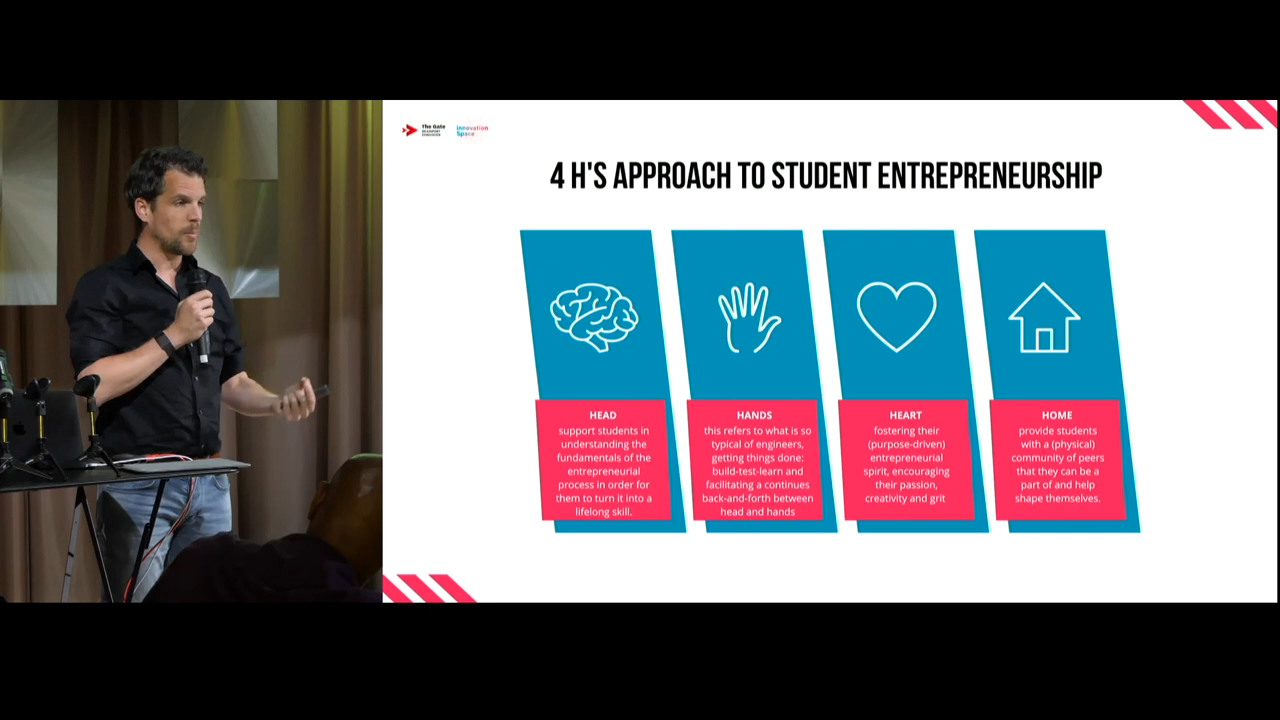 The Gate
innovation
Space
4 H'S APPROACH TO STUDENT ENTREPRENEURSHIP
HEAD
support students in
understanding the
fundamentals of the
entrepreneurial
process in order for
them to turn it into a
lifelong skill.
HANDS
this refers to what is so
typical of engineers,
getting things done:
build-test-learn and
facilitating a continues
back-and-forth between
head and hands
HEART
fostering their
(purpose-driven)
entrepreneurial
spirit, encouraging
their passion,
creativity and grit
HOME
provide students
with a (physical)
community of peers
that they can be a
part of and help
shape themselves.